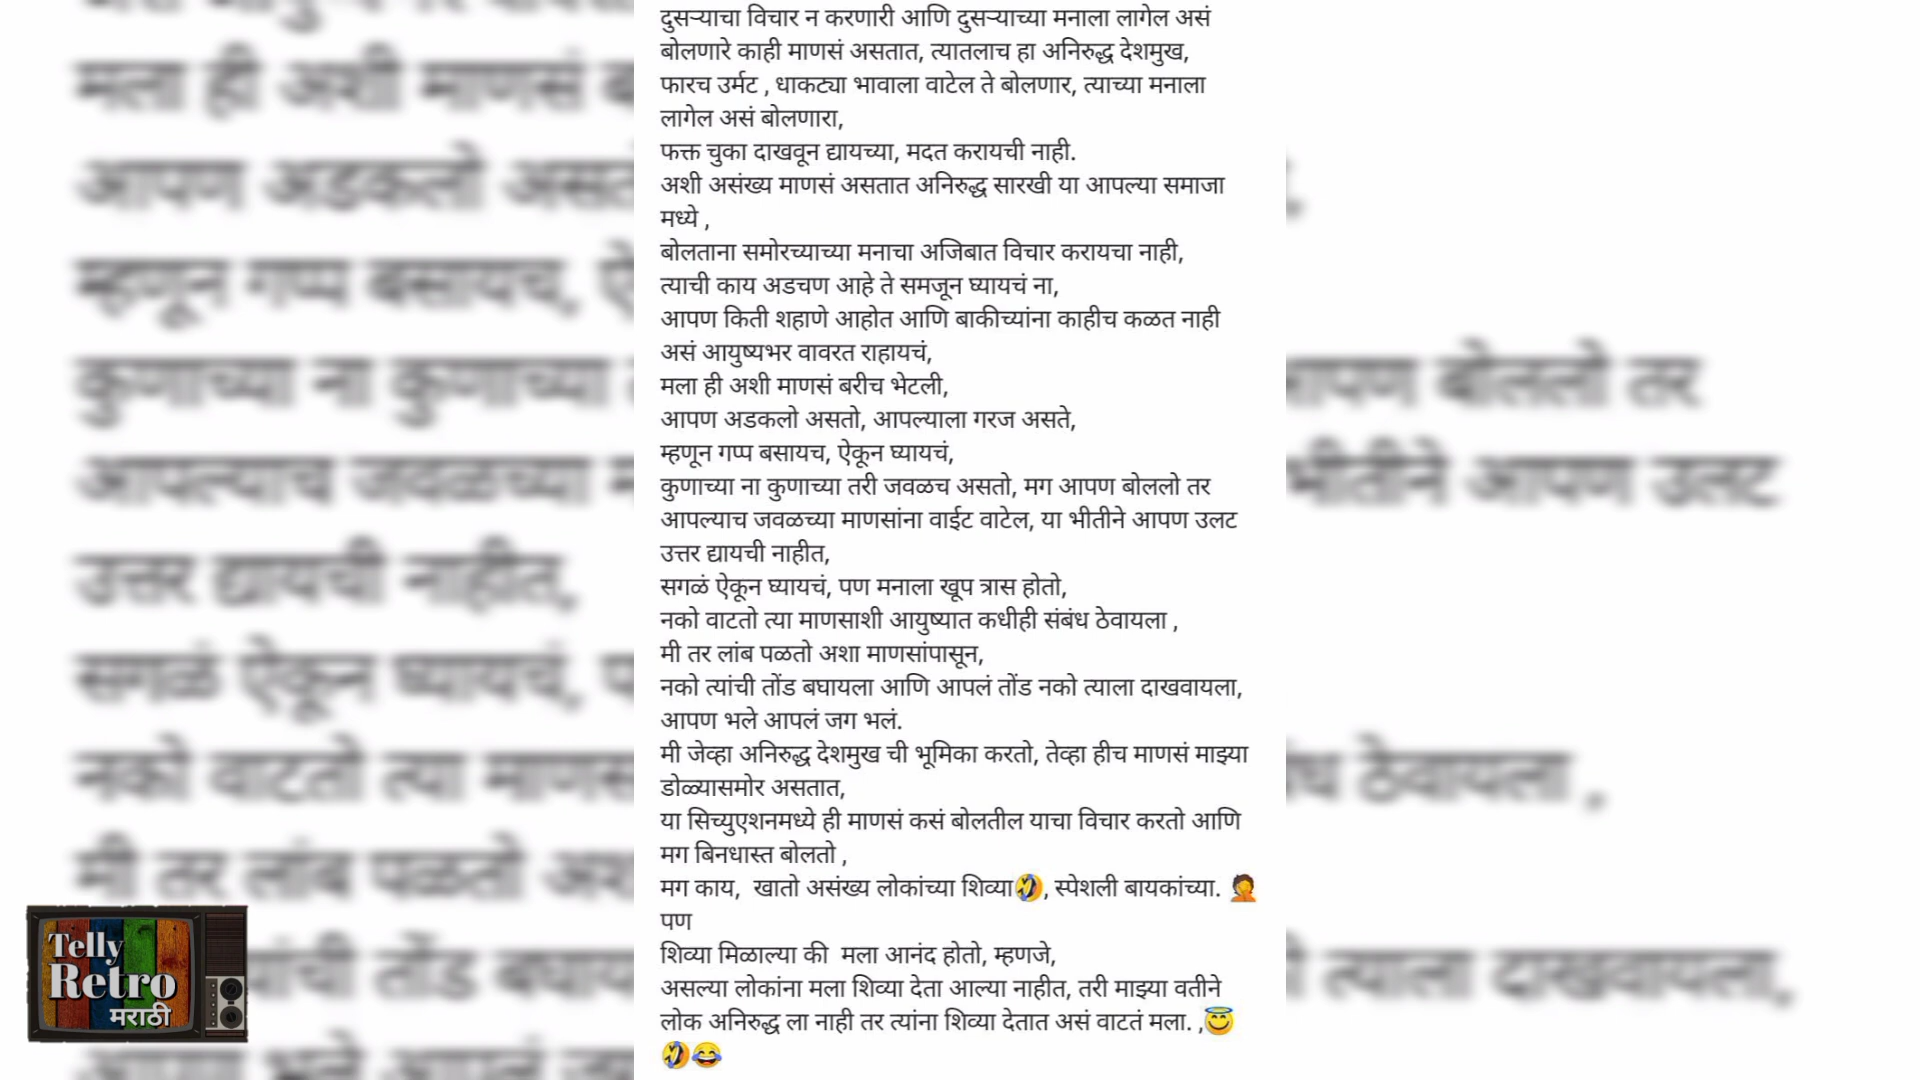 दुसऱ्याचा विचार न करणारी आणि दुसऱ्याच्या मनाला लागेल असं
बोलणारे काही माणसं असतात, त्यातलाच हा अनिरुद्ध देशमुख,
फारच उर्मट , धाकट्या भावाला वाटेल ते बोलणार, त्याच्या मनाला
लागेल असं बोलणारा,
फक्त चुका दाखवून द्यायच्या, मदत करायची नाही.
अशी असंख्य माणसं असतात अनिरुद्ध सारखी या आपल्या समाजा
मध्ये ,
बोलताना समोरच्याच्या मनाचा अजिबात विचार करायचा नाही,
त्याची काय अडचण आहे ते समजून घ्यायचं ना,
आपण किती शहाणे आहोत आणि बाकीच्यांना काहीच कळत नाही
असं आयुष्यभर वावरत राहायचं,
मला ही अशी माणसं बरीच भेटली,
आपण अडकलो असतो, आपल्याला गरज असते,
म्हणून गप्प बसायच, ऐकून घ्यायचं,
कुणाच्या ना कुणाच्या तरी जवळच असतो, मग आपण बोललो तर
आपल्याच जवळच्या माणसांना वाईट वाटेल, या भीतीने आपण उलट
उत्तर द्यायची नाहीत,
सगळं ऐकून घ्यायचं, पण मनाला खूप त्रास होतो,
नको वाटतो त्या माणसाशी आयुष्यात कधीही संबंध ठेवायला ,
मी तर लांब पळतो अशा माणसांपासून,
नको त्यांची तोंड बघायला आणि आपलं तोंड नको त्याला दाखवायला,
आपण भले आपलं जग भलं.
मी जेव्हा अनिरुद्ध देशमुख ची भूमिका करतो, तेव्हा हीच माणसं माझ्या
डोळ्यासमोर असतात,
या सिच्युएशनमध्ये ही माणसं कसं बोलतील याचा विचार करतो आणि
मग बिनधास्त बोलतो ,
मग काय, खातो असंख्य लोकांच्या शिव्या🤣, स्पेशली बायकांच्या. 🤦
पण
शिव्या मिळाल्या की मला आनंद होतो, म्हणजे,
असल्या लोकांना मला शिव्या देता आल्या नाहीत, तरी माझ्या वतीने
लोक अनिरुद्ध ला नाही तर त्यांना शिव्या देतात असं वाटतं मला. ,😇
🤣😂
Telly
Retro
मराठी